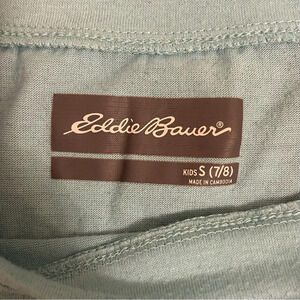 Eddie Bauer®
KIDS S (7/8)
MADE IN CAMBODIA